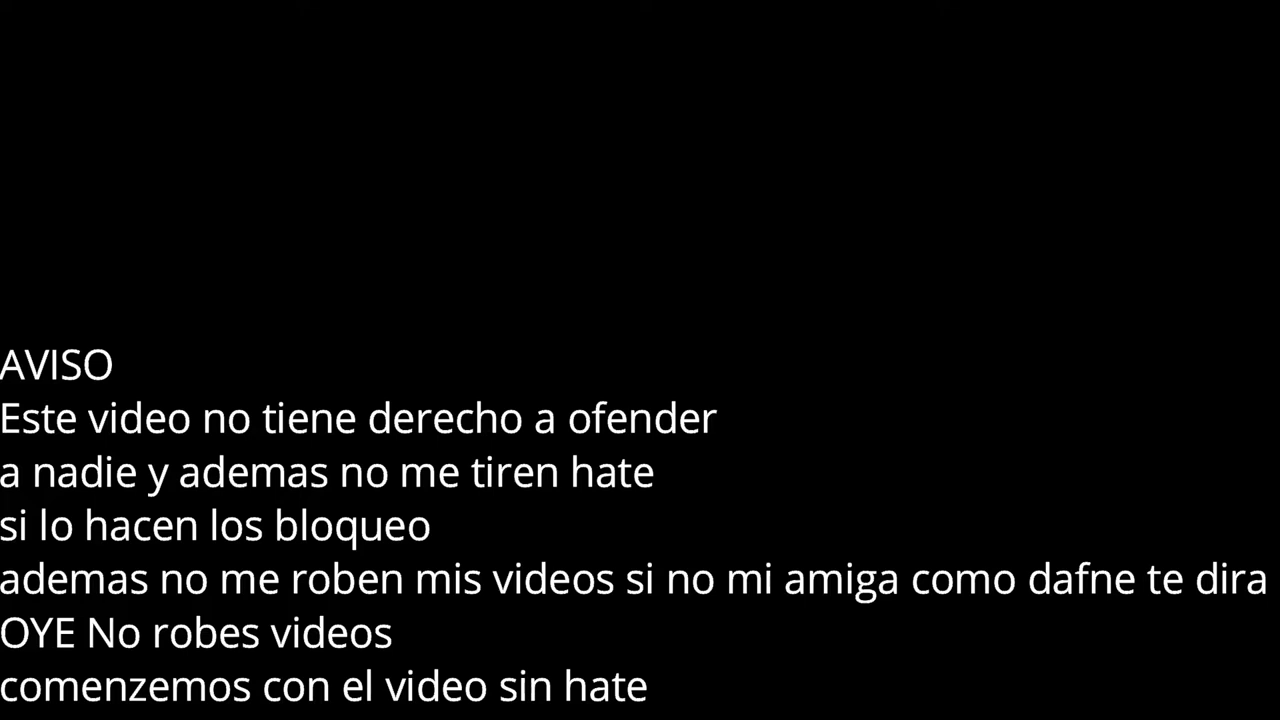 AVISO
Este video no tiene derecho a ofender
a nadie y ademas no me tiren hate
si lo hacen los bloqueo
ademas no me roben mis videos si no mi amiga como dafne te dira
OYE No robes videos
comenzemos con el video sin hate